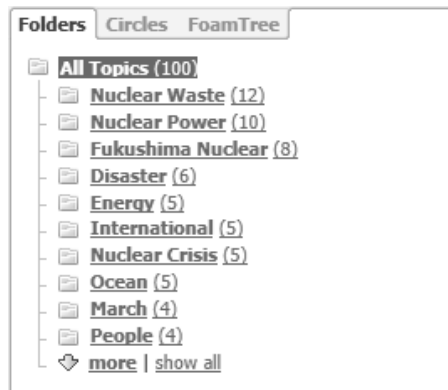 Folders Circles FoamTree
All Topics (100)
Nuclear Waste (12)
Nuclear Power (10)
Fukushima Nuclear (8)
Disaster (6)
Energy (5)
International (5)
Nuclear Crisis (5)
Ocean (5)
March (4)
People (4)
more | show all